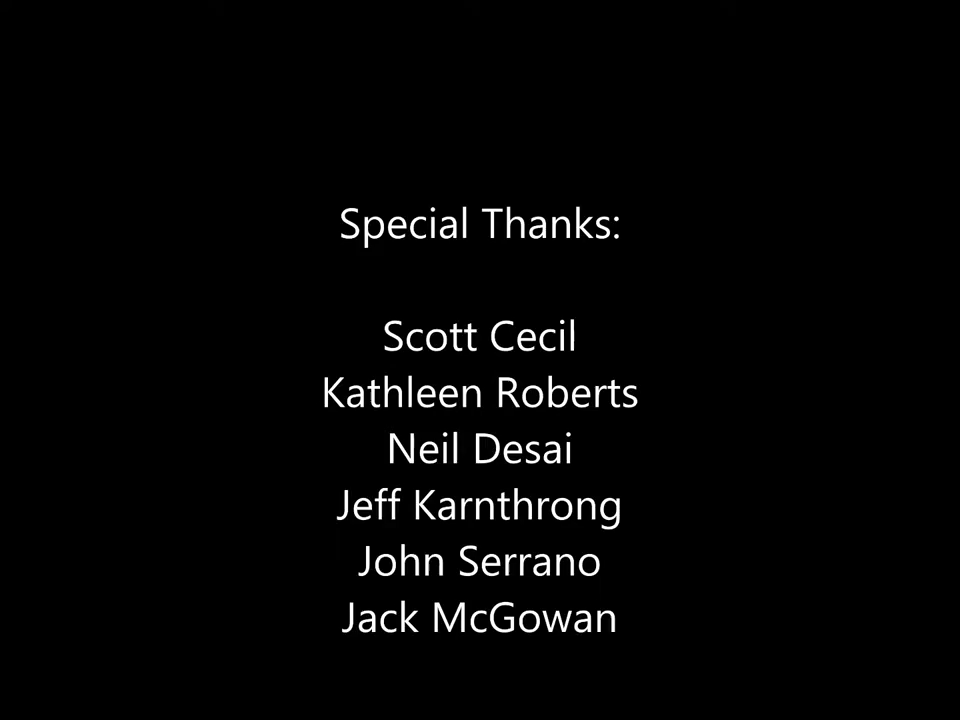 Special Thanks:
Scott Cecil
Kathleen Roberts
Neil Desai
Jeff Karnthrong
John Serrano
Jack McGowan